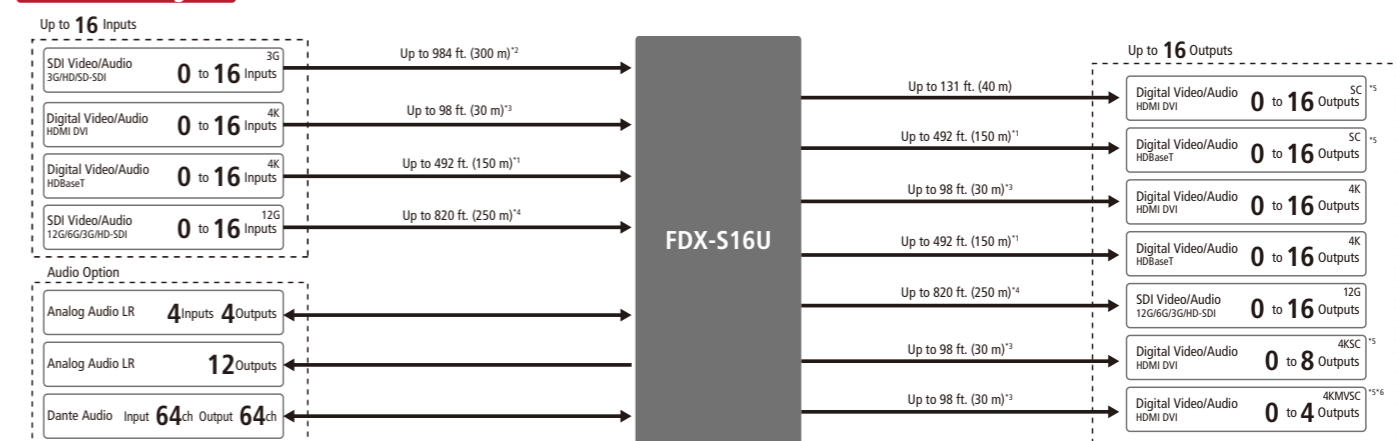 Up to 16 Inputs
SDI Video/Audio
3G/HD/SD-SDI
0 to 16 Inputs
3G
Up to 984 ft. (300 m)*2
Digital Video/Audio
HDMI DVI
0 to 16 Inputs
4K
Up to 98 ft. (30 m)*3
Digital Video/Audio
HDBaseT
0 to 16 Inputs
4K
Up to 492 ft. (150 m)*1
SDI Video/Audio
12G/6G/3G/HD-SDI
0 to 16 Inputs
12G
Up to 820 ft. (250 m)*4
Audio Option
Analog Audio LR 4 Inputs 4 Outputs
Analog Audio LR 12 Outputs
Dante Audio Input 64ch Output 64ch
FDX-S16U
Up to 16 Outputs
Up to 131 ft. (40 m)
Digital Video/Audio
HDMI DVI
0 to 16 Outputs
SC *5
Up to 492 ft. (150 m)*1
Digital Video/Audio
HDBaseT
0 to 16 Outputs
SC *5
Up to 98 ft. (30 m)*3
Digital Video/Audio
HDMI DVI
0 to 16 Outputs
4K
Up to 492 ft. (150 m)*1
Digital Video/Audio
HDBaseT
0 to 16 Outputs
4K
Up to 820 ft. (250 m)*4
SDI Video/Audio
12G/6G/3G/HD-SDI
0 to 16 Outputs
12G
Up to 98 ft. (30 m)*3
Digital Video/Audio
HDMI DVI
0 to 8 Outputs
4KSC *5
Up to 98 ft. (30 m)*3
Digital Video/Audio
HDMI DVI
0 to 4 Outputs
4KMVSC *5*6